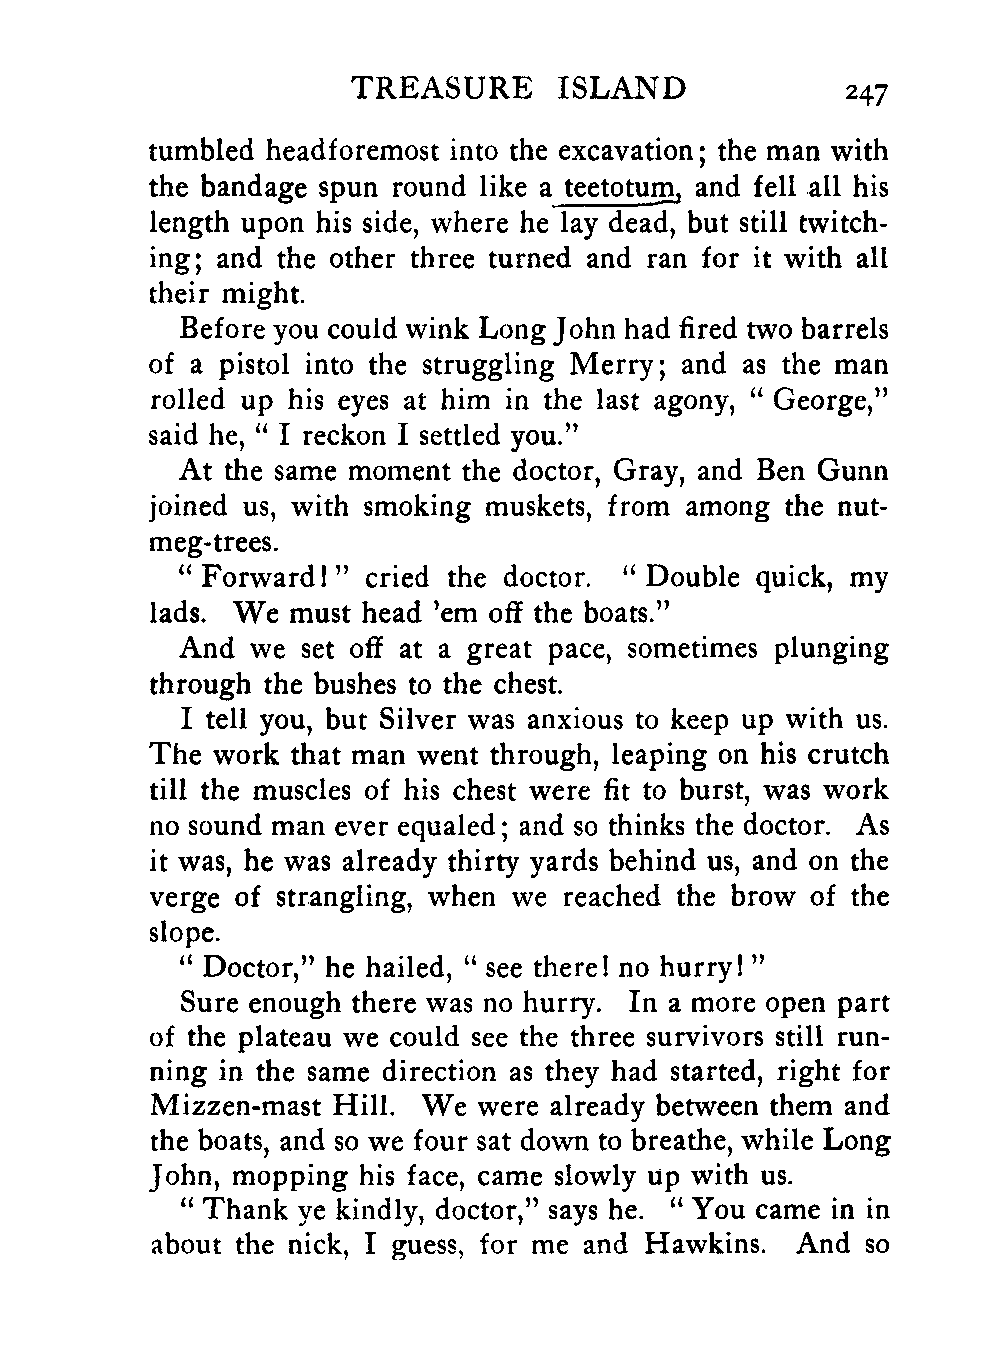 TREASURE ISLAND 247
tumbled headforemost into the excavation; the man with
the bandage spun round like a teetotum, and fell all his
length upon his side, where he lay dead, but still twitch-
ing; and the other three turned and ran for it with all
their might.
Before you could wink Long John had fired two barrels
of a pistol into the struggling Merry; and as the man
rolled up his eyes at him in the last agony, “ George,”
said he, “ I reckon I settled you.”
At the same moment the doctor, Gray, and Ben Gunn
joined us, with smoking muskets, from among the nut-
meg-trees.
“ Forward! ” cried the doctor. “ Double quick, my
lads. We must head ’em off the boats.”
And we set off at a great pace, sometimes plunging
through the bushes to the chest.
I tell you, but Silver was anxious to keep up with us.
The work that man went through, leaping on his crutch
till the muscles of his chest were fit to burst, was work
no sound man ever equaled; and so thinks the doctor. As
it was, he was already thirty yards behind us, and on the
verge of strangling, when we reached the brow of the
slope.
“ Doctor,” he hailed, “ see there! no hurry! ”
Sure enough there was no hurry. In a more open part
of the plateau we could see the three survivors still run-
ning in the same direction as they had started, right for
Mizzen-mast Hill. We were already between them and
the boats, and so we four sat down to breathe, while Long
John, mopping his face, came slowly up with us.
“ Thank ye kindly, doctor,” says he. “ You came in in
about the nick, I guess, for me and Hawkins. And so